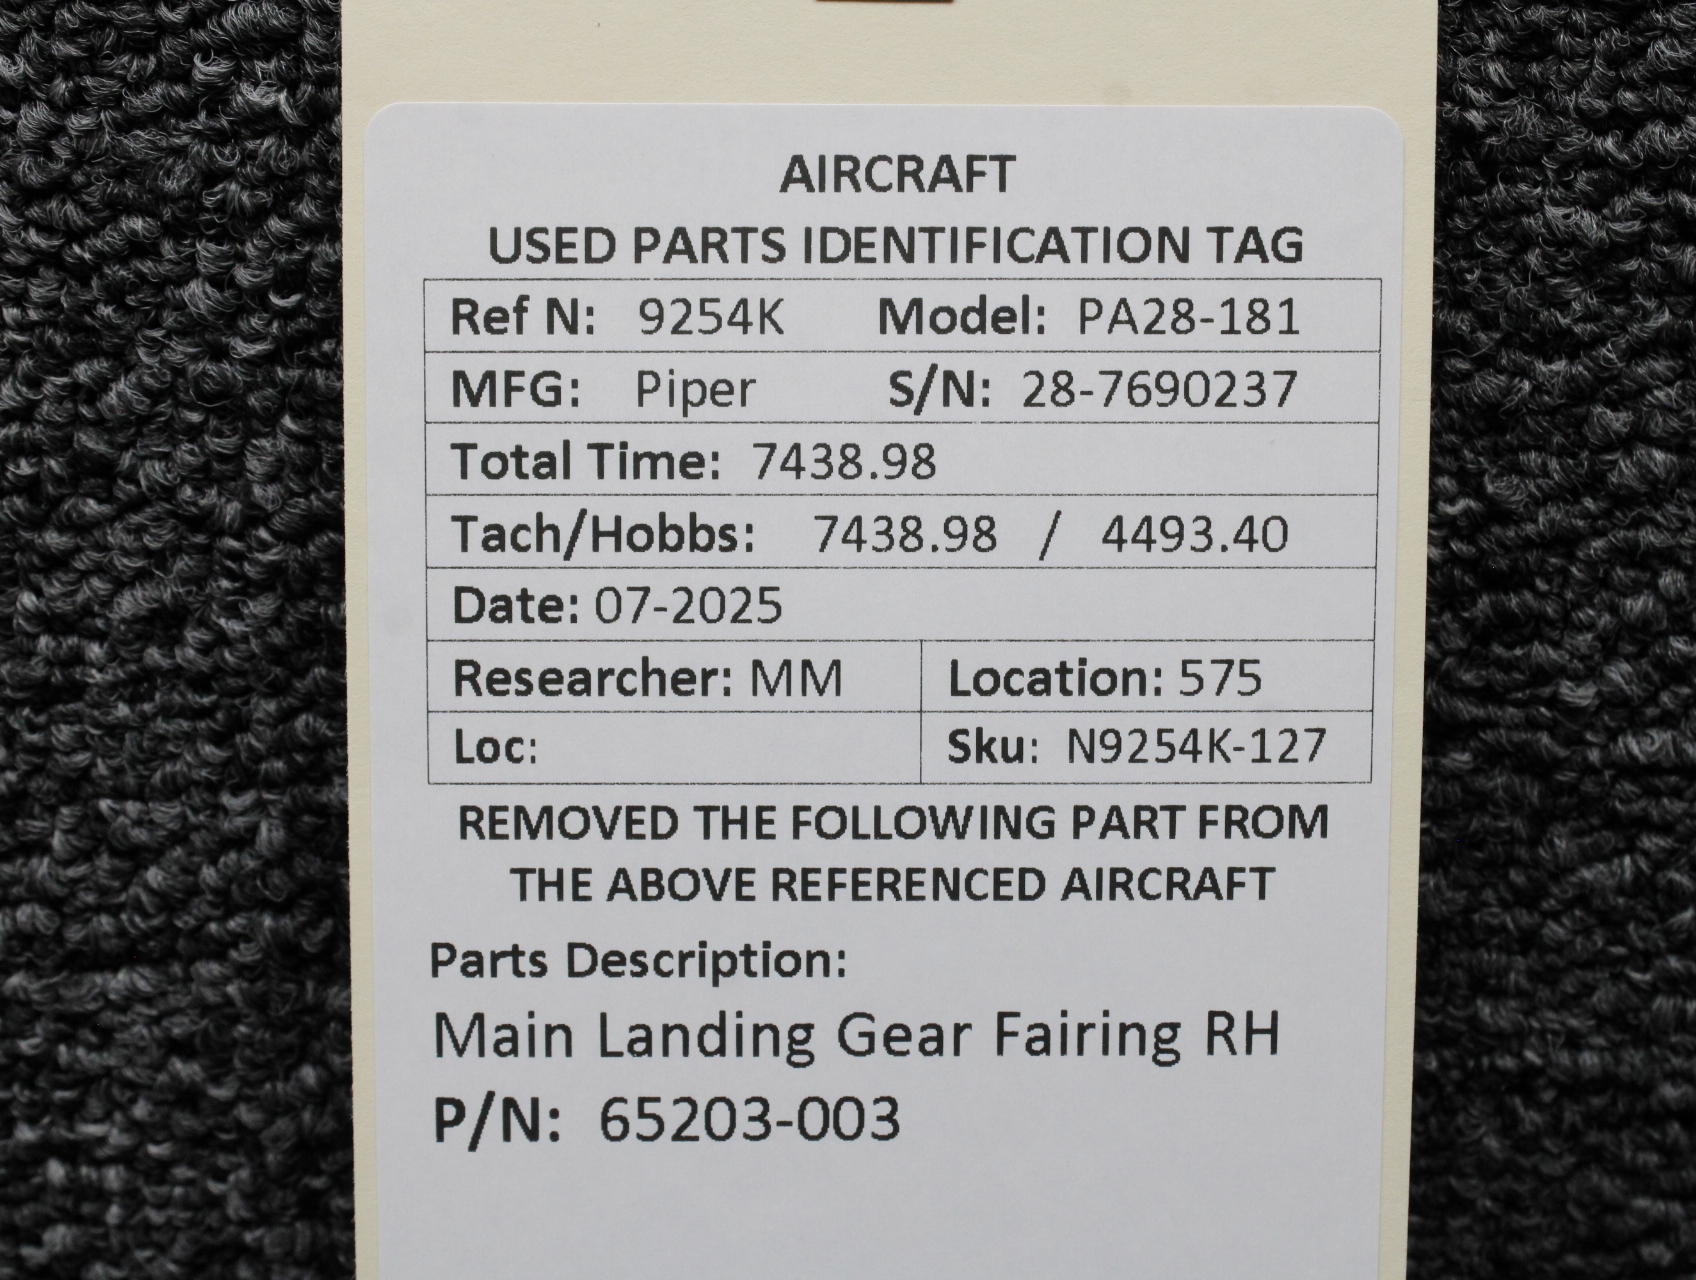 AIRCRAFT
USED PARTS IDENTIFICATION TAG
Ref N: 9254K Model: PA28-181
MFG: Piper S/N: 28-7690237
Total Time: 7438.98
Tach/Hobbs: 7438.98 / 4493.40
Date: 07-2025
Researcher: MM Location: 575
Loc: Sku: N9254K-127
REMOVED THE FOLLOWING PART FROM
THE ABOVE REFERENCED AIRCRAFT
Parts Description:
Main Landing Gear Fairing RH
P/N: 65203-003